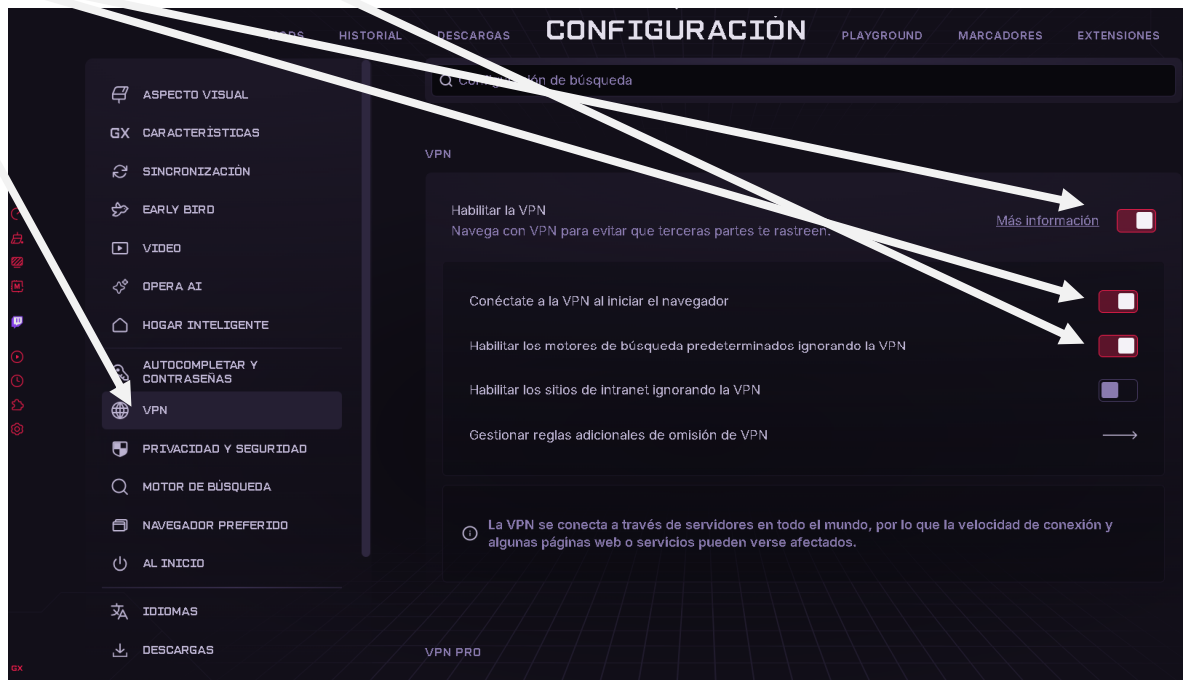 HISTORIAL
DESCARGAS
CONFIGURACIÓN
PLAYGROUND
MARCADORES
EXTENSIONES
de búsqueda
ASPECTO VISUAL
GX CARACTERÍSTICAS
SINCRONIZACIÓN
EARLY BIRD
VIDEO
OPERA AI
HOGAR INTELIGENTE
AUTOCOMPLETAR Y
CONTRASEÑAS
VPN
PRIVACIDAD Y SEGURIDAD
MOTOR DE BÚSQUEDA
NAVEGADOR PREFERIDO
AL INICIO
IDIOMAS
DESCARGAS
GX
VPN
Habilitar la VPN
Navega con VPN para evitar que terceras partes te rastreen.
Más información
Conéctate a la VPN al iniciar el navegador
Habilitar los motores de búsqueda predeterminados ignorando la VPN
Habilitar los sitios de intranet ignorando la VPN
Gestionar reglas adicionales de omisión de VPN
La VPN se conecta a través de servidores en todo el mundo, por lo que la velocidad de conexión y
algunas páginas web o servicios pueden verse afectados.
VPN PRO